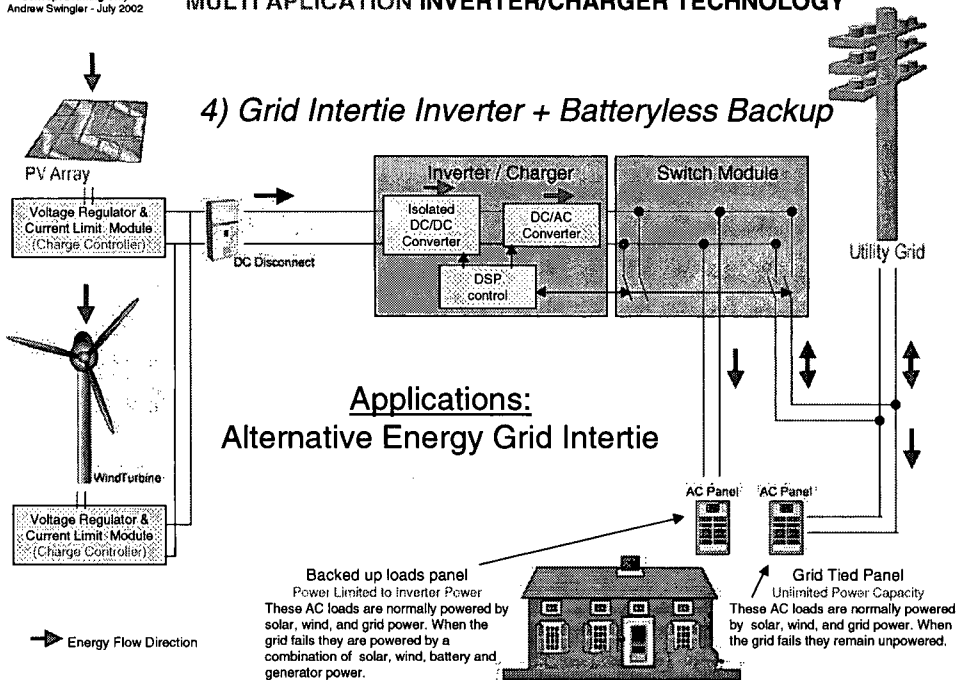 Andrew Swingler - July 2002
MULTI APLICATION INVERTER/CHARGER TECHNOLOGY
4) Grid Intertie Inverter + Batteryless Backup
PV Array
Voltage Regulator &
Current Limit Module
(Charge Controller)
DC Disconnect
Inverter / Charger
Isolated
DC/DC
Converter
DC/AC
Converter
DSP
control
Switch Module
Utility Grid
WindTurbine
Voltage Regulator &
Current Limit Module
(Charge Controller)
Applications:
Alternative Energy Grid Intertie
AC Panel
AC Panel
Backed up loads panel
Power Limited to Inverter Power
These AC loads are normally powered by
solar, wind, and grid power. When the
grid fails they are powered by a
combination of solar, wind, battery and
generator power.
Grid Tied Panel
Unlimited Power Capacity
These AC loads are normally powered
by solar, wind, and grid power. When
the grid fails they remain unpowered.
Energy Flow Direction